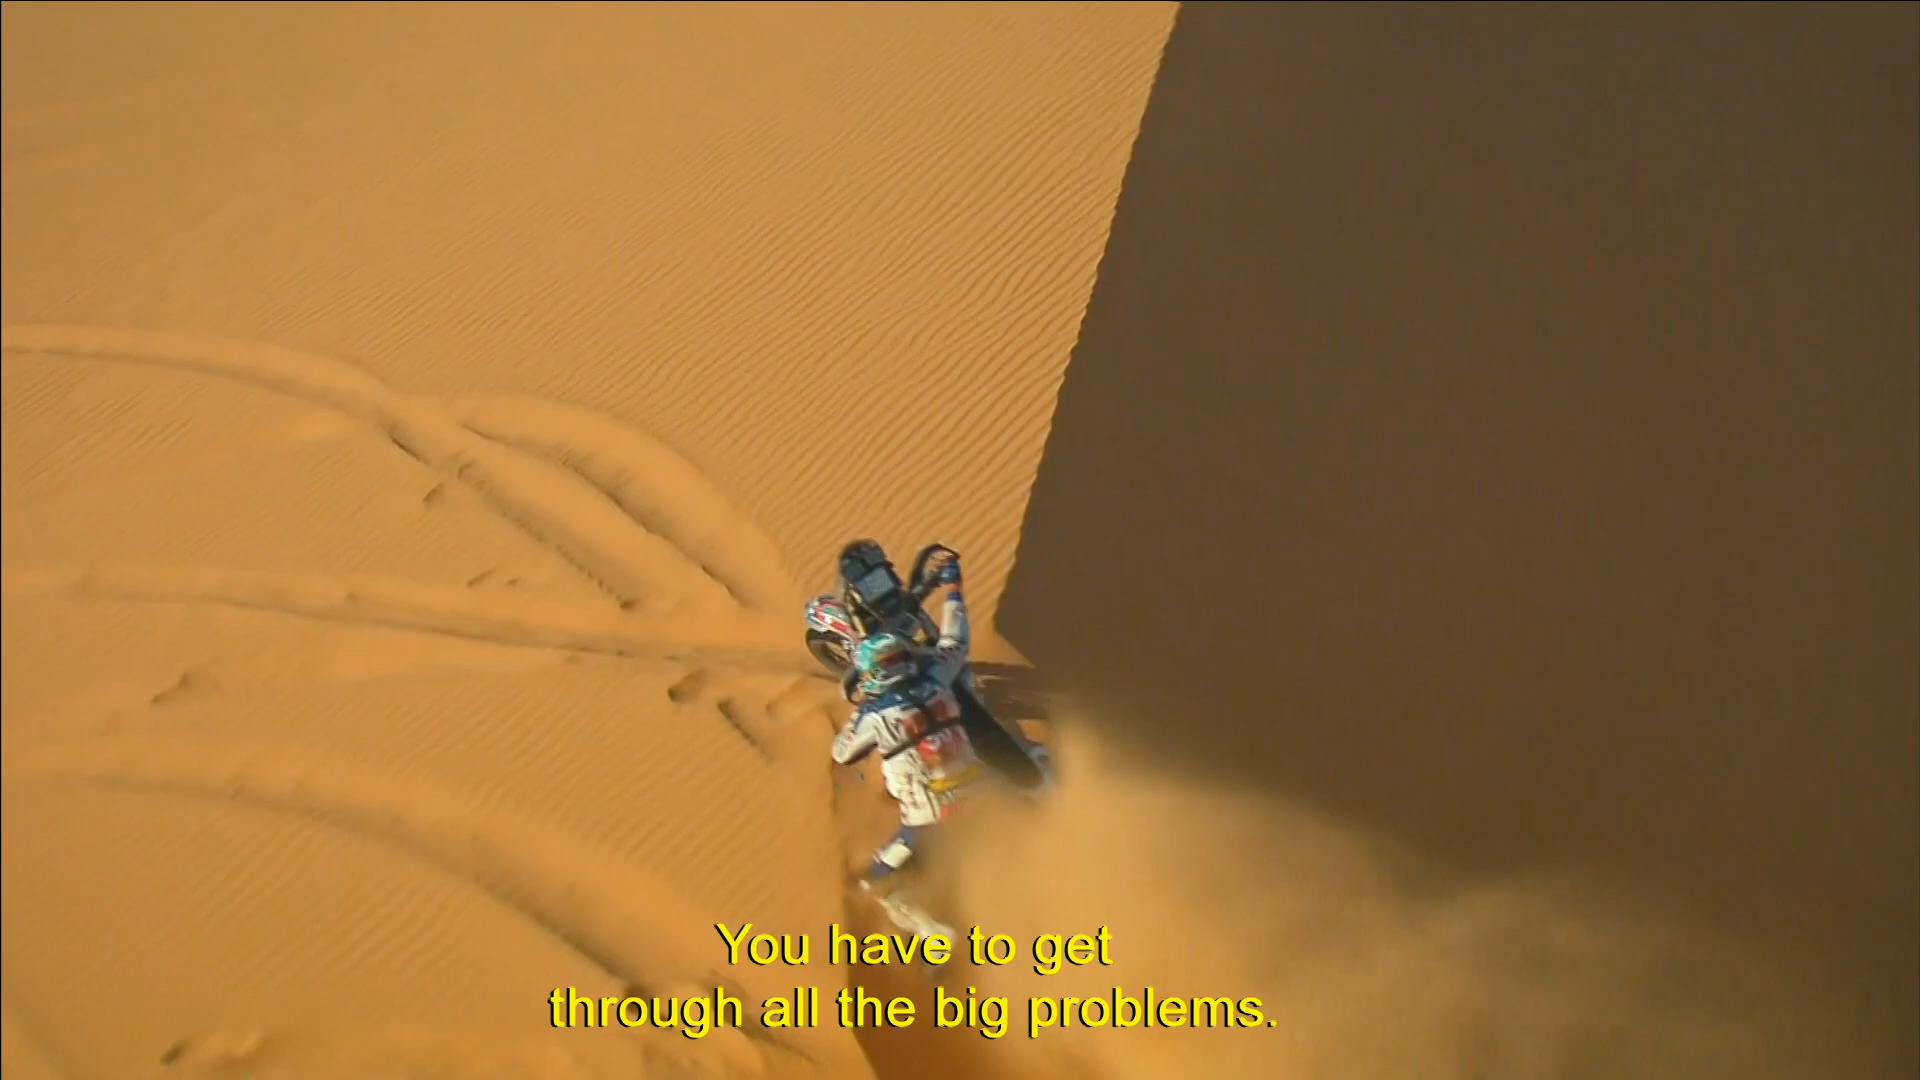 You have to get
through all the big problems.